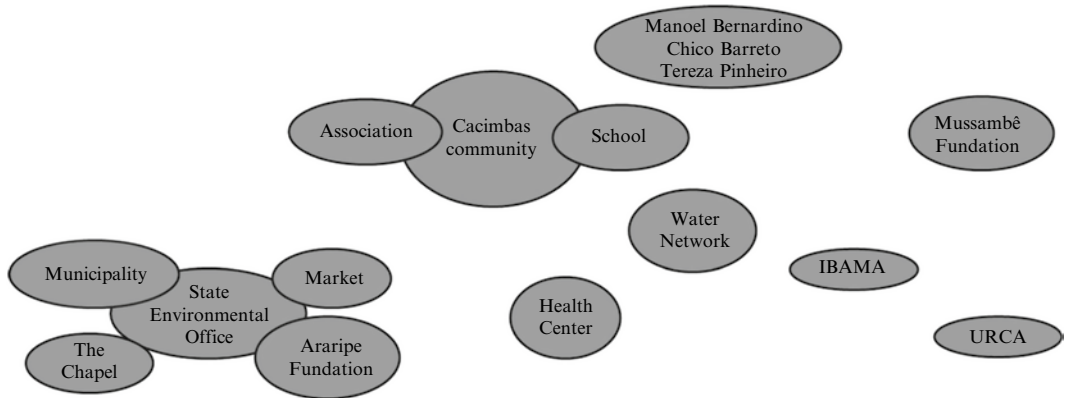 Manoel Bernardino
Chico Barreto
Tereza Pinheiro
Association
Cacimbas
community
School
Mussambê
Fundation
Water
Network
Municipality
State
Environmental
Office
Market
IBAMA
Health
Center
The
Chapel
Araripe
Fundation
URCA